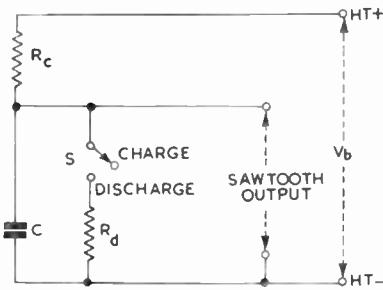 HT+
Rc
Vb
S
CHARGE
DISCHARGE
SAWTOOTH
OUTPUT
C
Rd
HT–